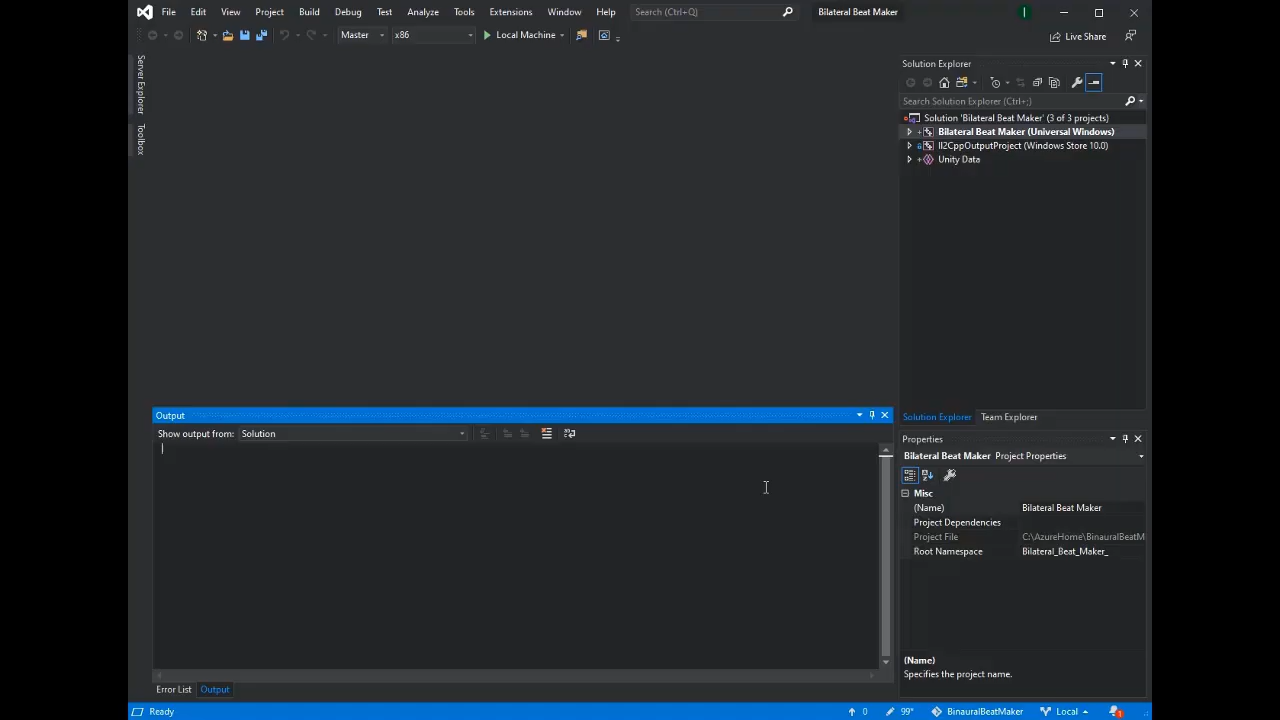 File Edit View Project Build Debug Test Analyze Tools Extensions Window Help Search (Ctrl+Q) Bilateral Beat Maker
Master x86 Local Machine Live Share
Server Explorer
Toolbox
Solution Explorer
Search Solution Explorer (Ctrl+;)
Solution 'Bilateral Beat Maker' (3 of 3 projects)
Bilateral Beat Maker (Universal Windows)
Il2CppOutputProject (Windows Store 10.0)
Unity Data
Solution Explorer Team Explorer
Output
Show output from: Solution
Properties
Bilateral Beat Maker Project Properties
Misc
(Name) Bilateral Beat Maker
Project Dependencies
Project File C:\AzureHome\BinauralBeatM
Root Namespace Bilateral_Beat_Maker_
(Name)
Specifies the project name.
Error List Output
Ready 0 99* BinauralBeatMaker Local